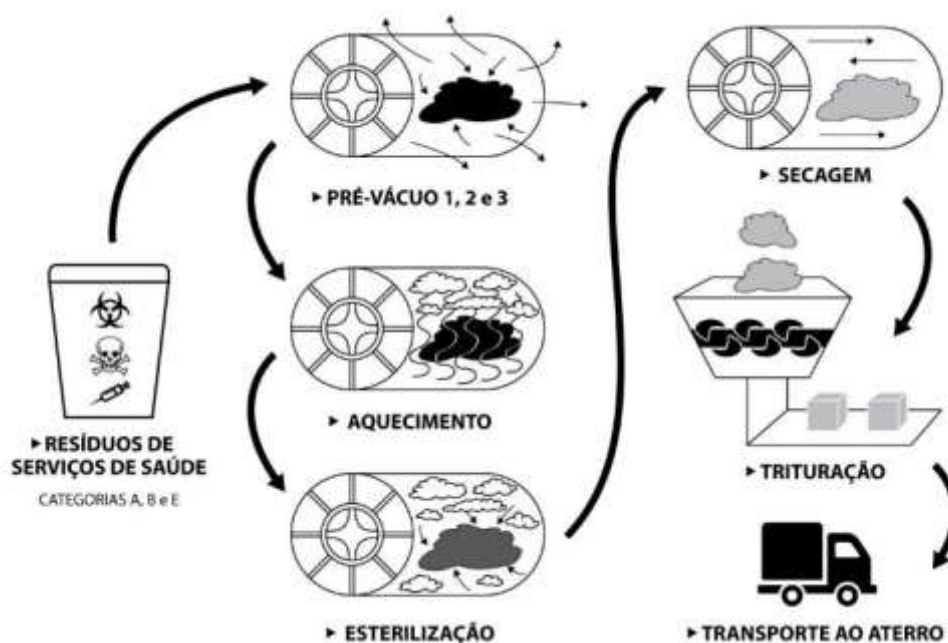 ▸ RESÍDUOS DE
SERVIÇOS DE SAÚDE
CATEGORIAS A, B e E
▸ PRÉ-VÁCUO 1, 2 e 3
▸ AQUECIMENTO
▸ ESTERILIZAÇÃO
▸ SECAGEM
▸ TRITURAÇÃO
▸ TRANSPORTE AO ATERRO